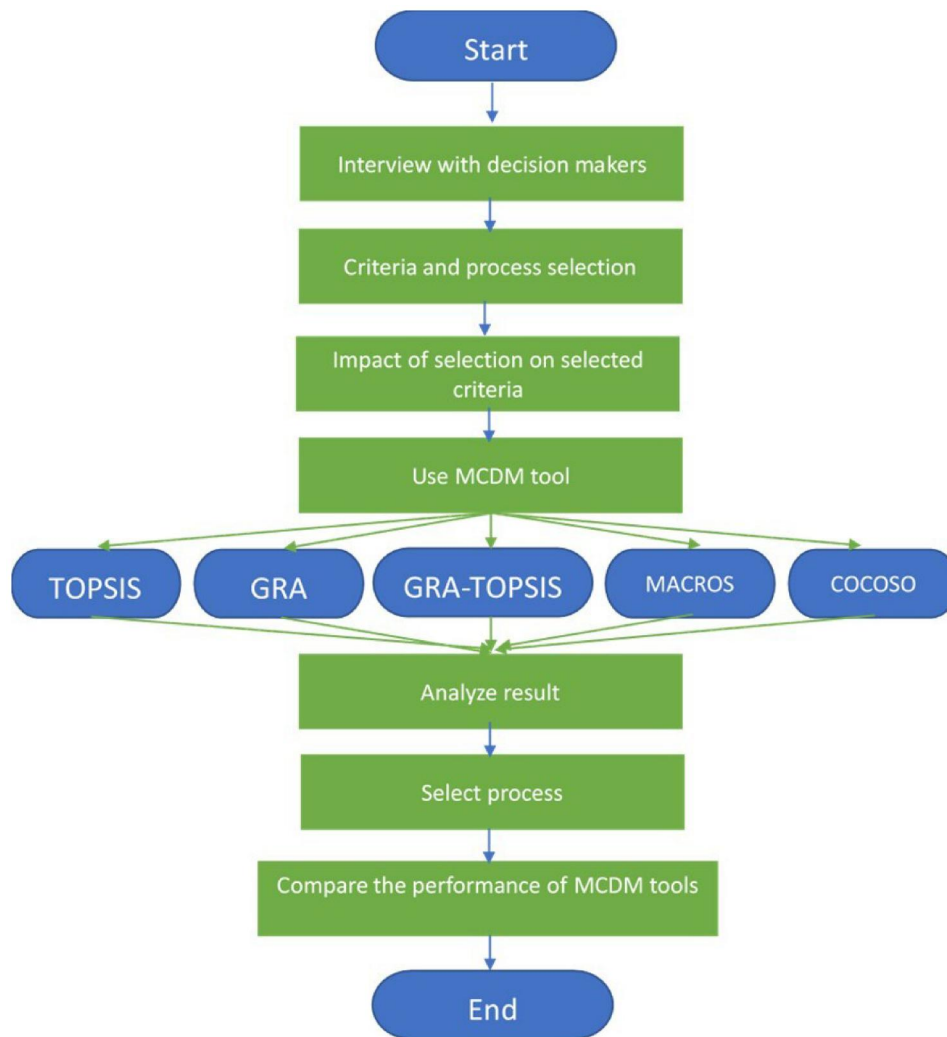 Start
Interview with decision makers
Criteria and process selection
Impact of selection on selected
criteria
Use MCDM tool
TOPSIS
GRA
GRA-TOPSIS
MACROS
COCOSO
Analyze result
Select process
Compare the performance of MCDM tools
End